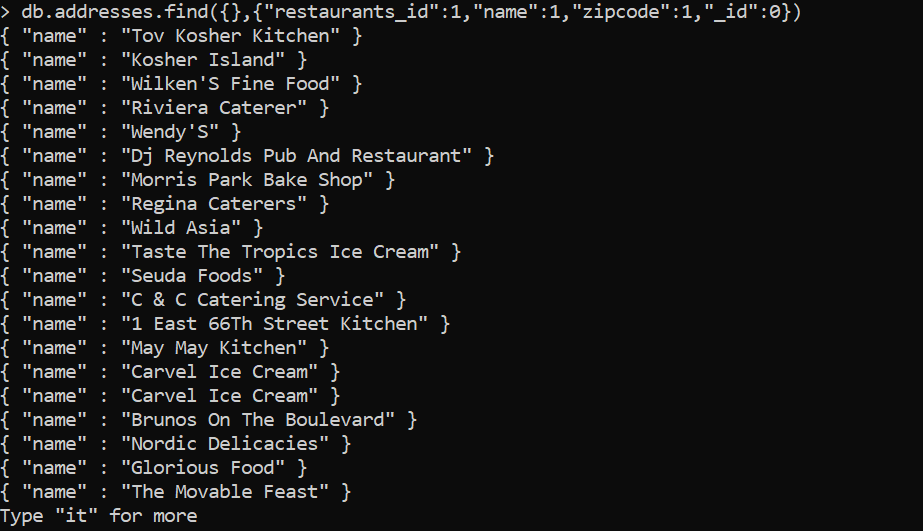 > db.addresses.find({},{"restaurants_id":1,"name":1,"zipcode":1,"_id":0})
{ "name" : "Tov Kosher Kitchen" }
{ "name" : "Kosher Island" }
{ "name" : "Wilken'S Fine Food" }
{ "name" : "Riviera Caterer" }
{ "name" : "Wendy'S" }
{ "name" : "Dj Reynolds Pub And Restaurant" }
{ "name" : "Morris Park Bake Shop" }
{ "name" : "Regina Caterers" }
{ "name" : "Wild Asia" }
{ "name" : "Taste The Tropics Ice Cream" }
{ "name" : "Seuda Foods" }
{ "name" : "C & C Catering Service" }
{ "name" : "1 East 66Th Street Kitchen" }
{ "name" : "May May Kitchen" }
{ "name" : "Carvel Ice Cream" }
{ "name" : "Carvel Ice Cream" }
{ "name" : "Brunos On The Boulevard" }
{ "name" : "Nordic Delicacies" }
{ "name" : "Glorious Food" }
{ "name" : "The Movable Feast" }
Type "it" for more